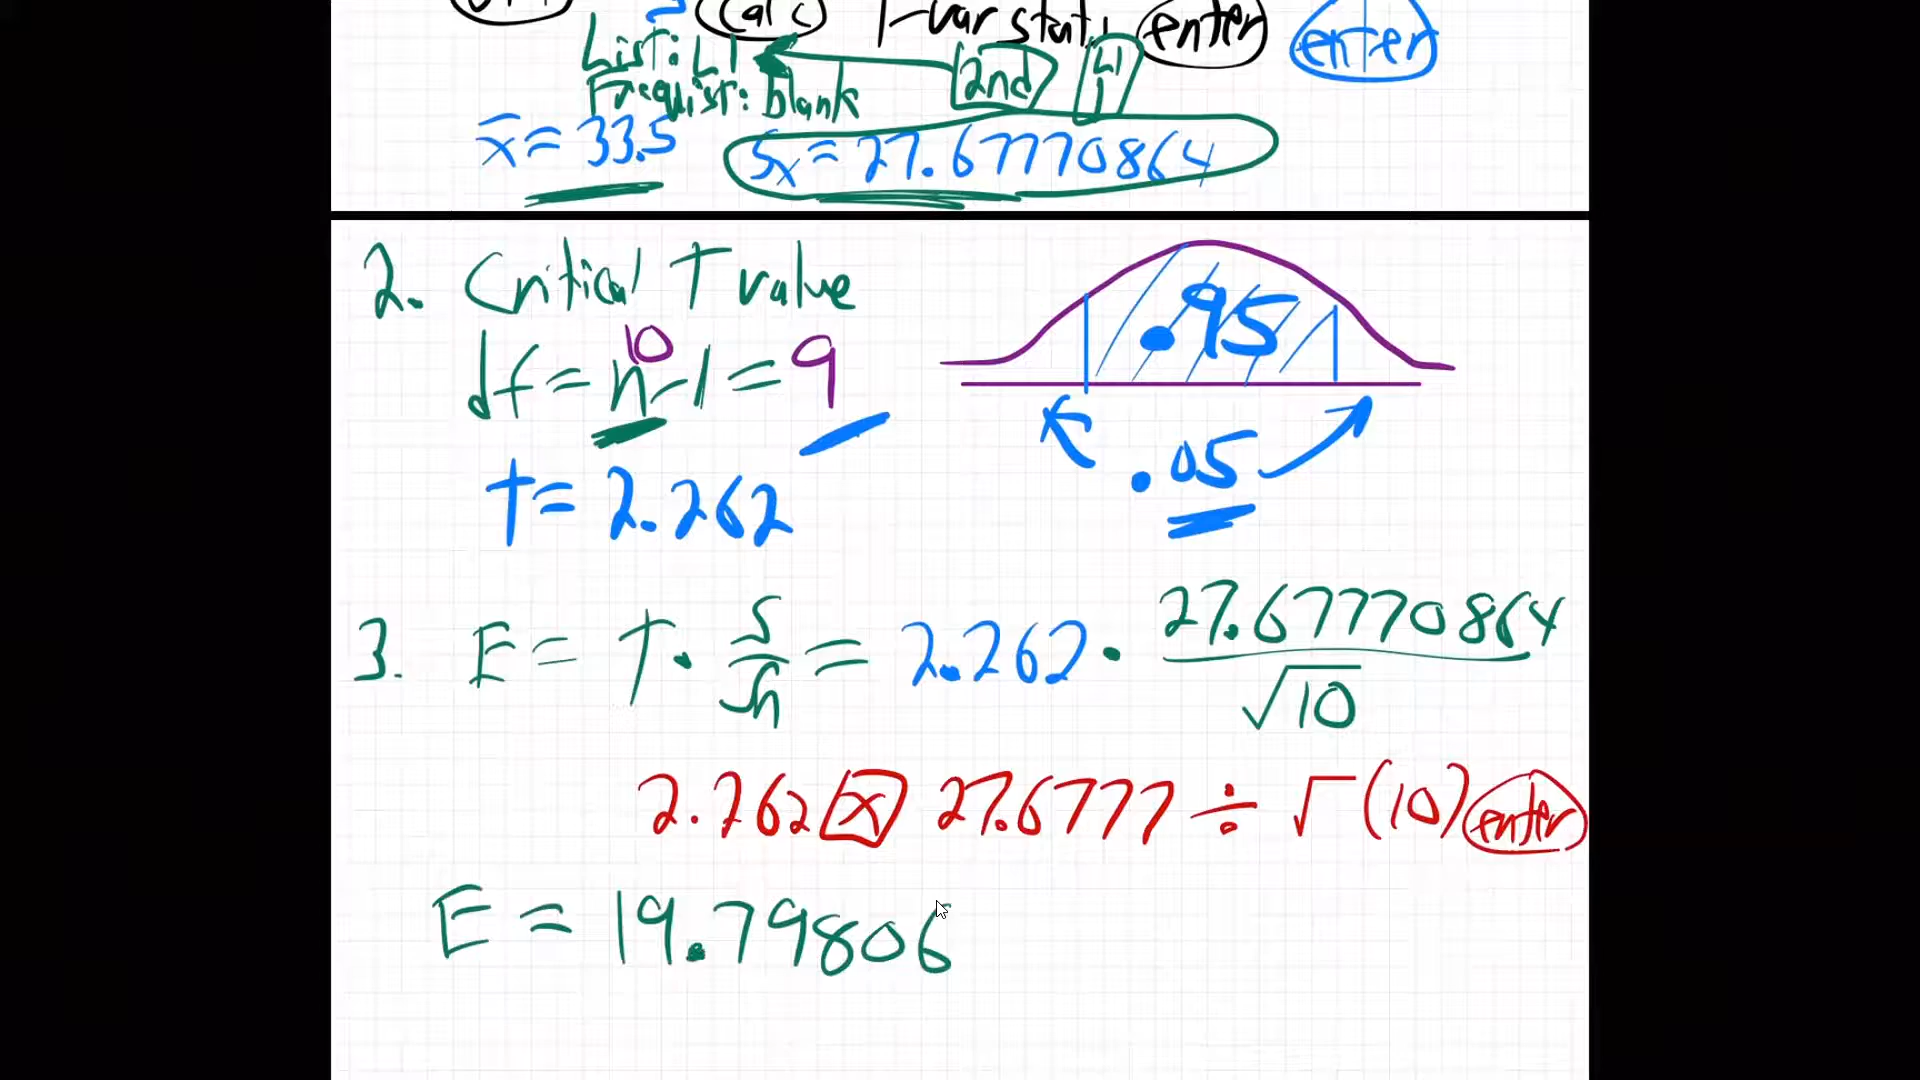 calc 1-var stats enter enter
List: L1 2nd L1 1
Freqlist: blank
x̄ = 33.5 Sx = 27.67770864
2. Critical T value
df = n-1 = 9
10
.95
.05
t = 2.262
3. E = t · s/√n = 2.262 · 27.67770864/√10
2.262 x 27.6777 ÷ √(10) enter
E = 19.79806